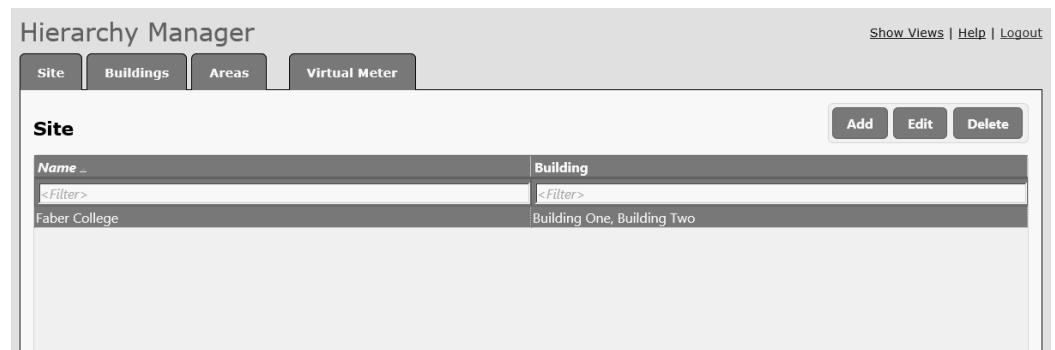 Hierarchy Manager
Show Views | Help | Logout
Site Buildings Areas Virtual Meter
Site
Add Edit Delete
Name Building
<Filter> <Filter>
Faber College Building One, Building Two